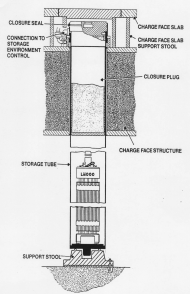 CLOSURE SEAL
CONNECTION TO
STORAGE
ENVIRONMENT
CONTROL
CHARGE FACE SLAB
CHARGE FACE SLAB
SUPPORT STOOL
CLOSURE PLUG
CHARGE FACE STRUCTURE
STORAGE TUBE
SUPPORT STOOL